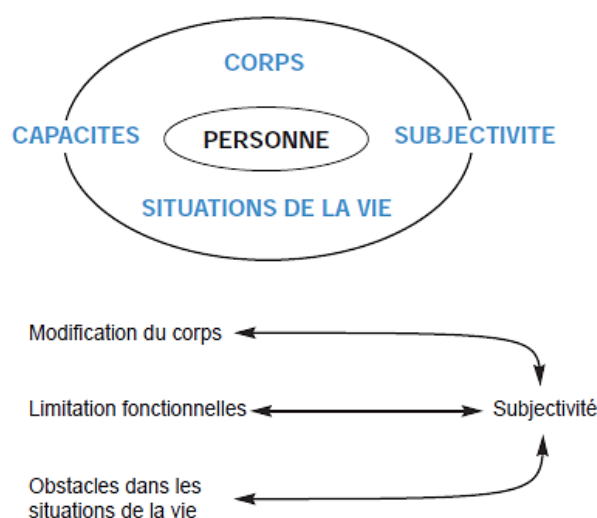 CORPS
CAPACITES
PERSONNE
SUBJECTIVITE
SITUATIONS DE LA VIE
Modification du corps
Limitation fonctionnelles
Subjectivité
Obstacles dans les
situations de la vie